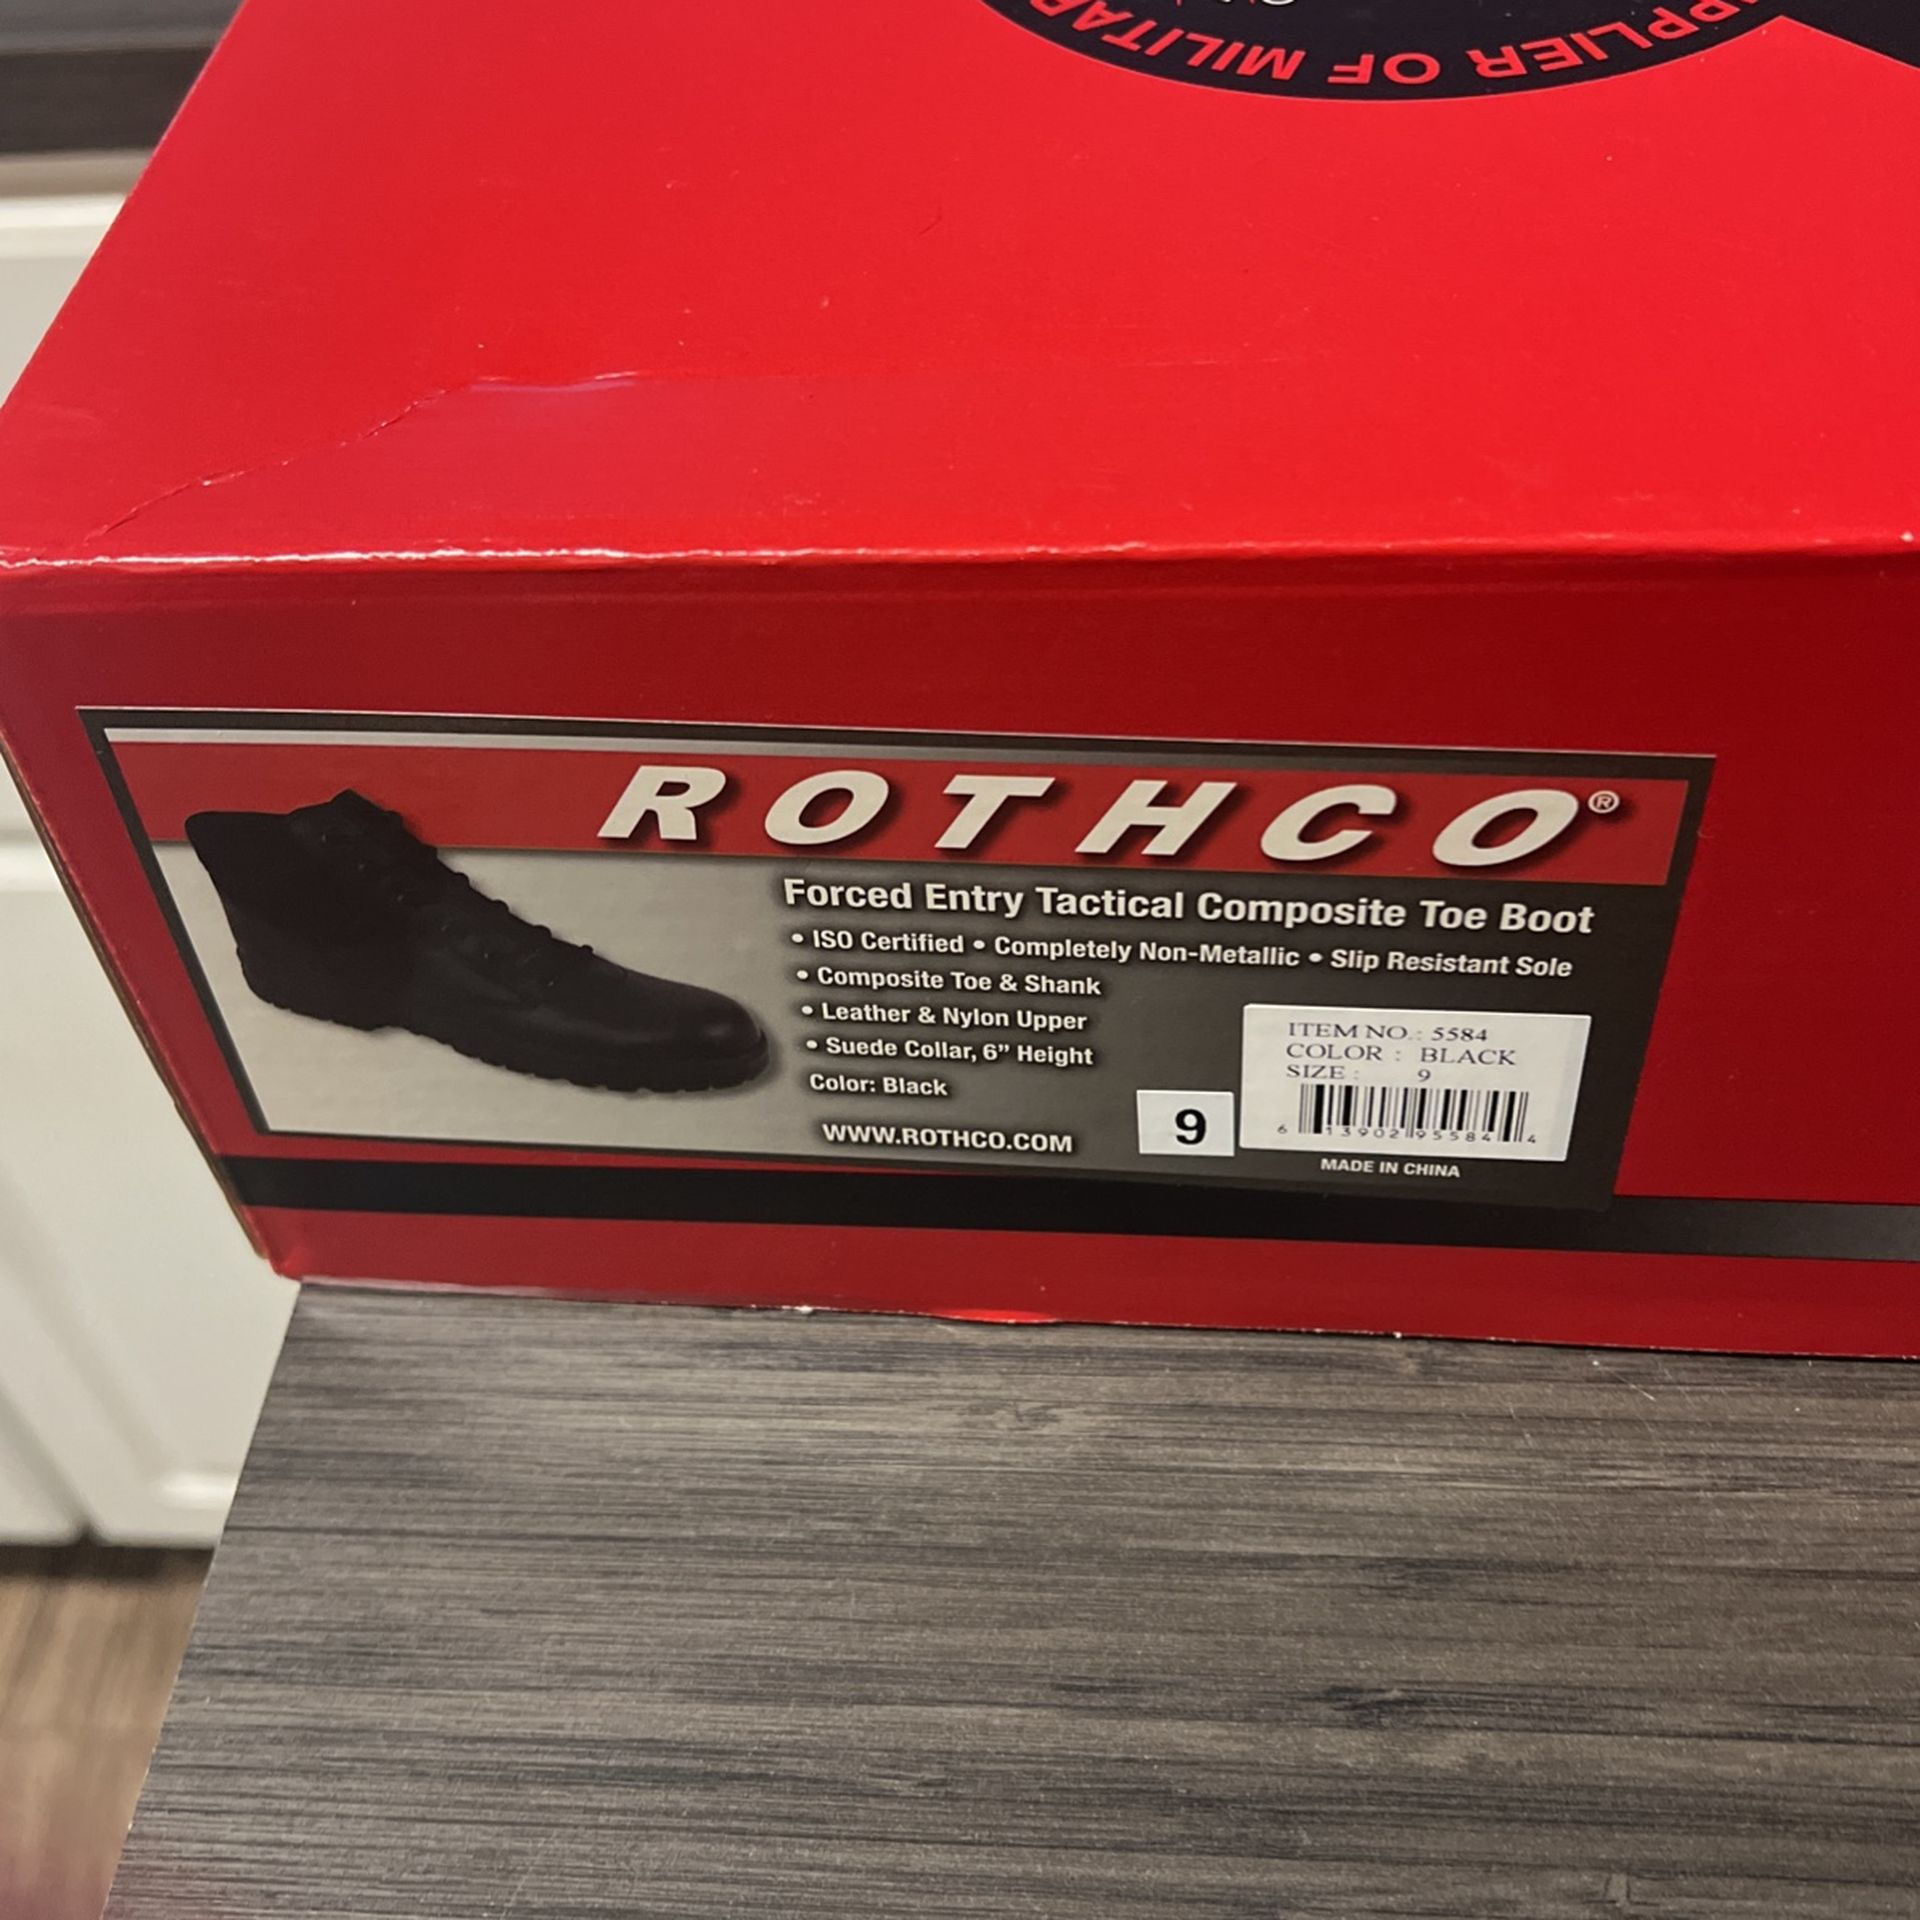 PPLIER OF MILITAR
ROTHCO®
Forced Entry Tactical Composite Toe Boot
• ISO Certified • Completely Non-Metallic • Slip Resistant Sole
• Composite Toe & Shank
• Leather & Nylon Upper
• Suede Collar, 6” Height
Color: Black
WWW.ROTHCO.COM
9
ITEM NO.: 5584
COLOR : BLACK
SIZE : 9
6 13902 95584 4
MADE IN CHINA